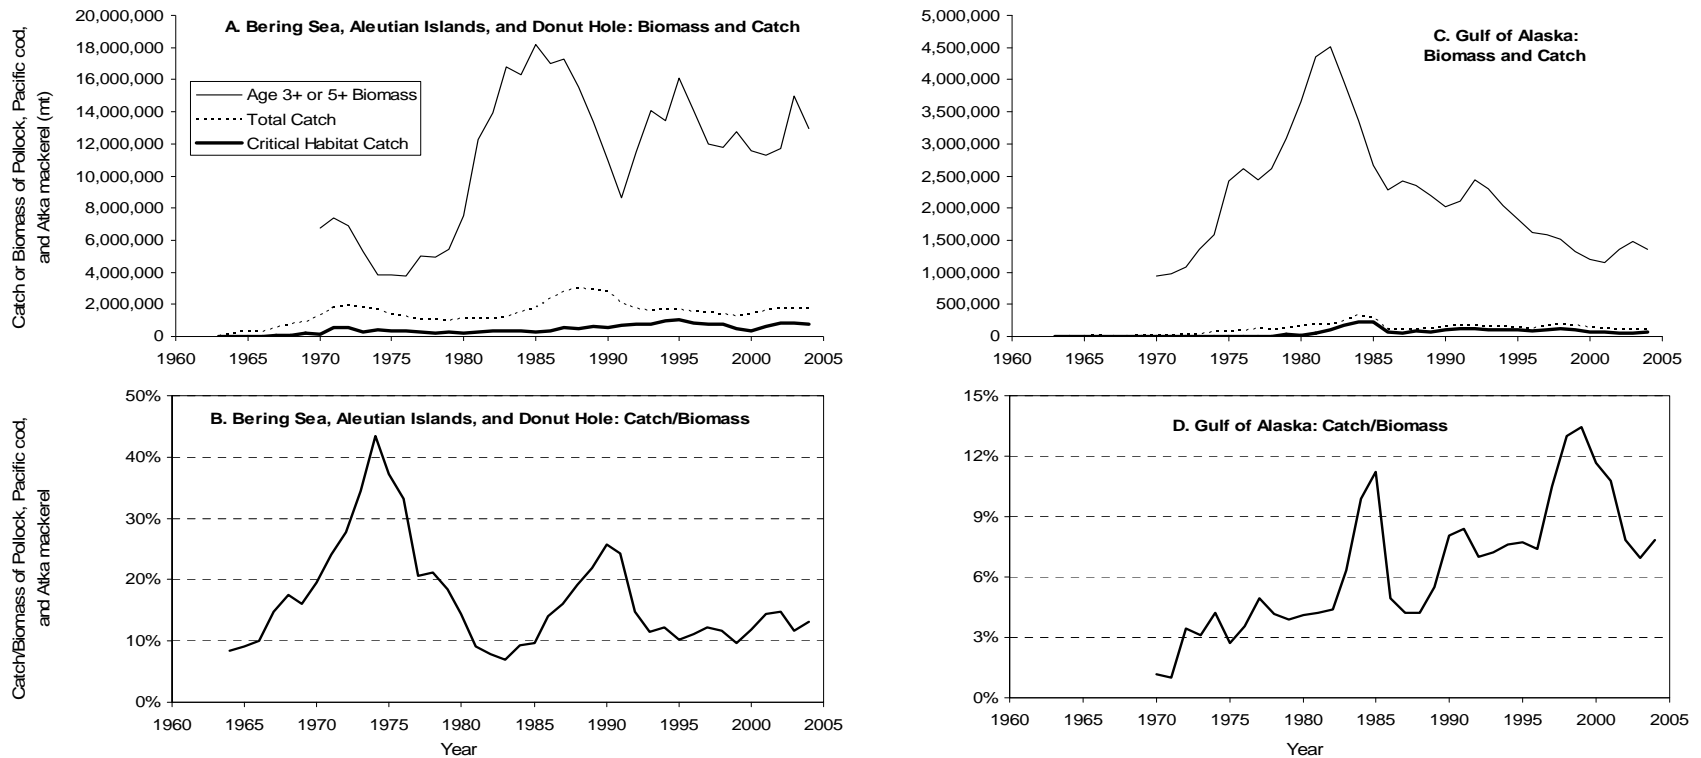 Catch or Biomass of Pollock, Pacific cod,
and Atka mackerel (mt)
A. Bering Sea, Aleutian Islands, and Donut Hole: Biomass and Catch
Age 3+ or 5+ Biomass
Total Catch
Critical Habitat Catch
20,000,000
18,000,000
16,000,000
14,000,000
12,000,000
10,000,000
8,000,000
6,000,000
4,000,000
2,000,000
0
1960 1965 1970 1975 1980 1985 1990 1995 2000 2005
C. Gulf of Alaska:
Biomass and Catch
5,000,000
4,500,000
4,000,000
3,500,000
3,000,000
2,500,000
2,000,000
1,500,000
1,000,000
500,000
0
1960 1965 1970 1975 1980 1985 1990 1995 2000 2005
Catch/Biomass of Pollock, Pacific cod,
and Atka mackerel
B. Bering Sea, Aleutian Islands, and Donut Hole: Catch/Biomass
50%
40%
30%
20%
10%
0%
1960 1965 1970 1975 1980 1985 1990 1995 2000 2005
Year
D. Gulf of Alaska: Catch/Biomass
15%
12%
9%
6%
3%
0%
1960 1965 1970 1975 1980 1985 1990 1995 2000 2005
Year